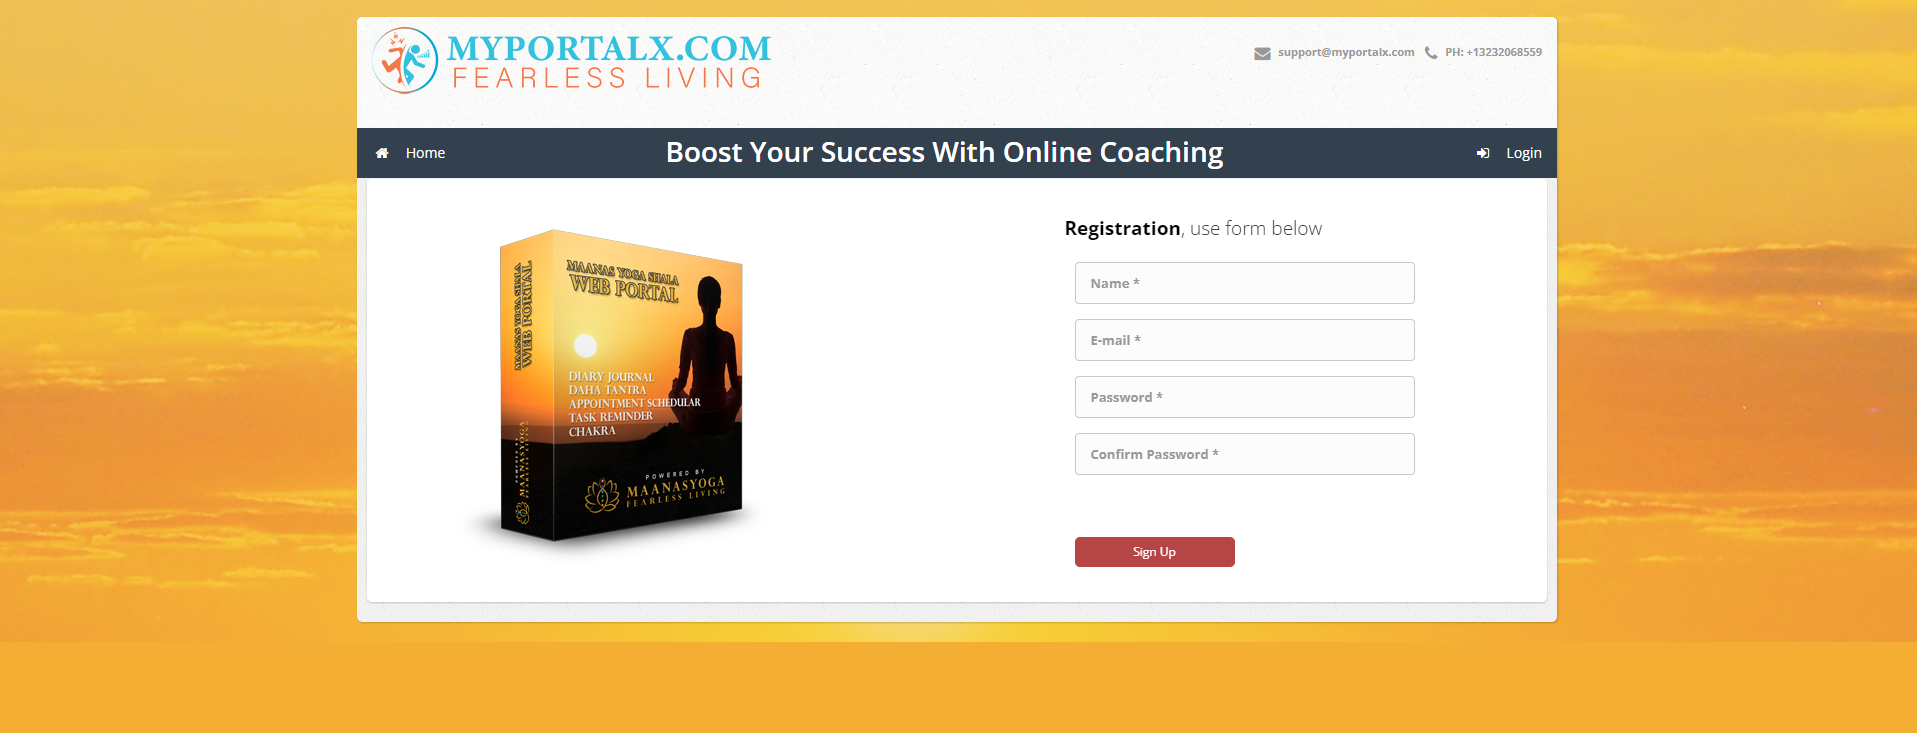 MYPORTALX.COM
FEARLESS LIVING
support@myportalx.com PH: +13232068559
Home
Boost Your Success With Online Coaching
Login
MAANAS YOGA SHALA
WEB PORTAL
MAANAS YOGA SHALA
WEB PORTAL
DIARY JOURNAL
DAHA TANTRA
APPOINTMENT SCHEDULAR
TASK REMINDER
CHAKRA
POWERED BY
MAANASYOGA
FEARLESS LIVING
POWERED BY
MAANASYOGA
FEARLESS LIVING
Registration, use form below
Name *
E-mail *
Password *
Confirm Password *
Sign Up